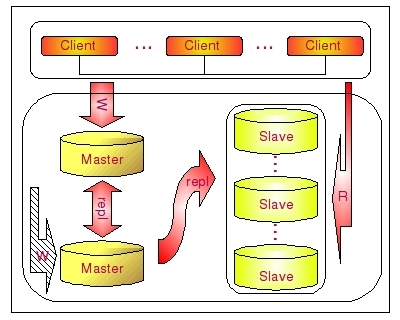 Client ... Client ... Client
W
Master
repl
Master
W
repl
Slave
Slave
Slave
R